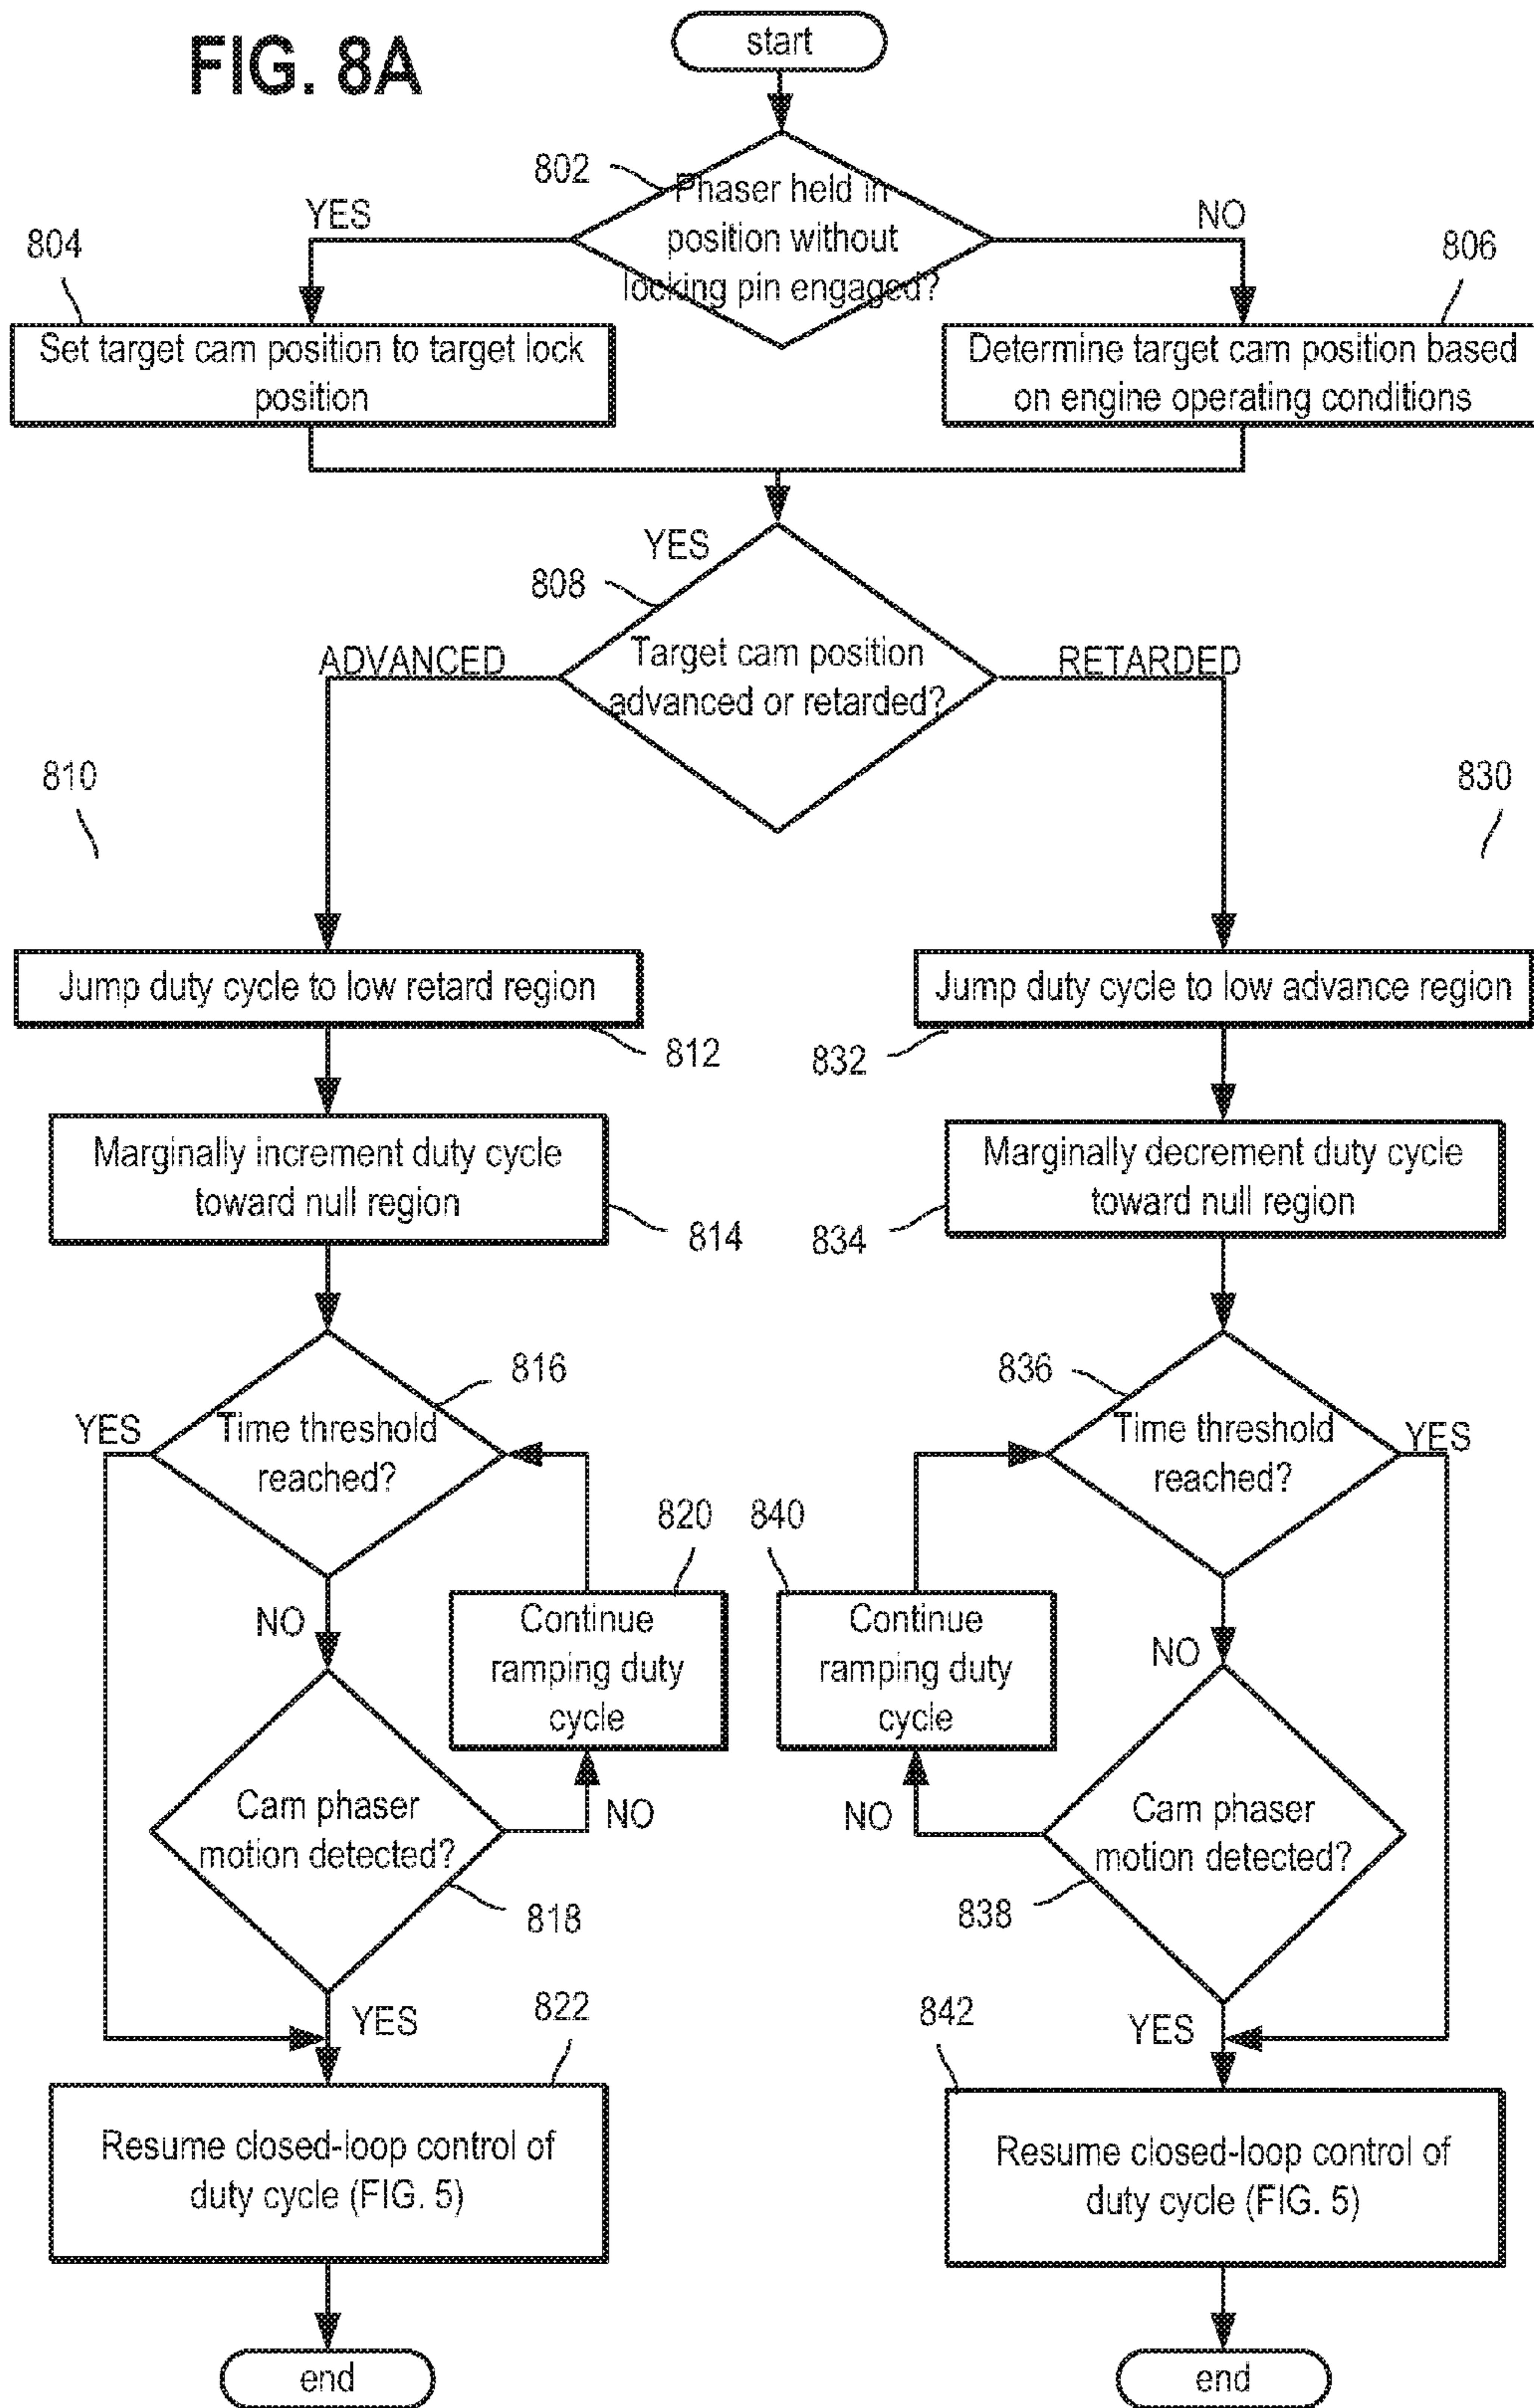 FIG. 8A
start
802
Phaser held in
position without
locking pin engaged?
YES
NO
804
806
Set target cam position to target lock
position
Determine target cam position based
on engine operating conditions
YES
808
Target cam position
advanced or retarded?
ADVANCED
RETARDED
810
830
Jump duty cycle to low retard region
812
Jump duty cycle to low advance region
832
Marginally increment duty cycle
toward null region
814
Marginally decrement duty cycle
toward null region
834
816
Time threshold
reached?
YES
NO
836
Time threshold
reached?
YES
NO
820
Continue
ramping duty
cycle
840
Continue
ramping duty
cycle
Cam phaser
motion detected?
NO
818
YES
Cam phaser
motion detected?
NO
838
YES
822
Resume closed-loop control of
duty cycle (FIG. 5)
842
Resume closed-loop control of
duty cycle (FIG. 5)
end
end